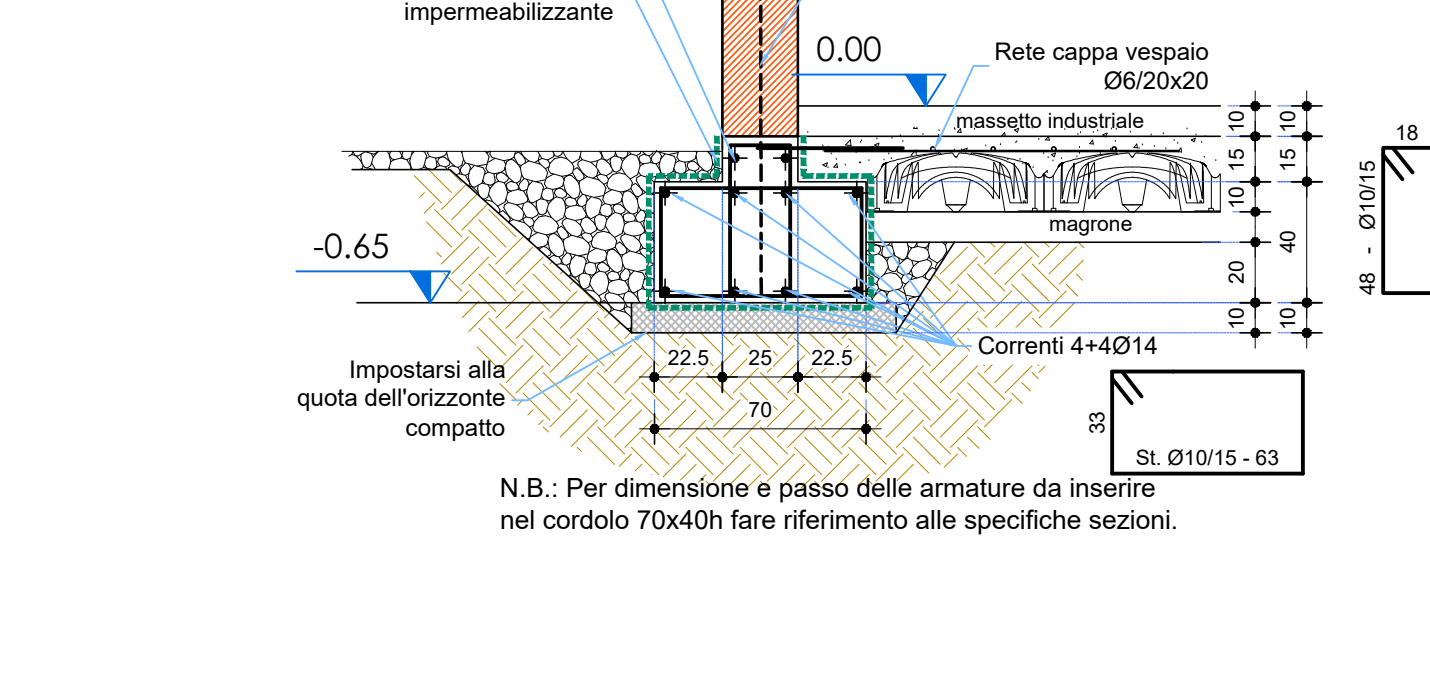 impermeabilizzante
0.00
Rete cappa vespaio
Ø6/20x20
massetto industriale
10
10
15
15
10
magrone
40
20
10
10
-0.65
18
48 - Ø10/15
Correnti 4+4Ø14
22.5
25
22.5
70
Impostarsi alla
quota dell'orizzonte
compatto
33
St. Ø10/15 - 63
N.B.: Per dimensione e passo delle armature da inserire
nel cordolo 70x40h fare riferimento alle specifiche sezioni.